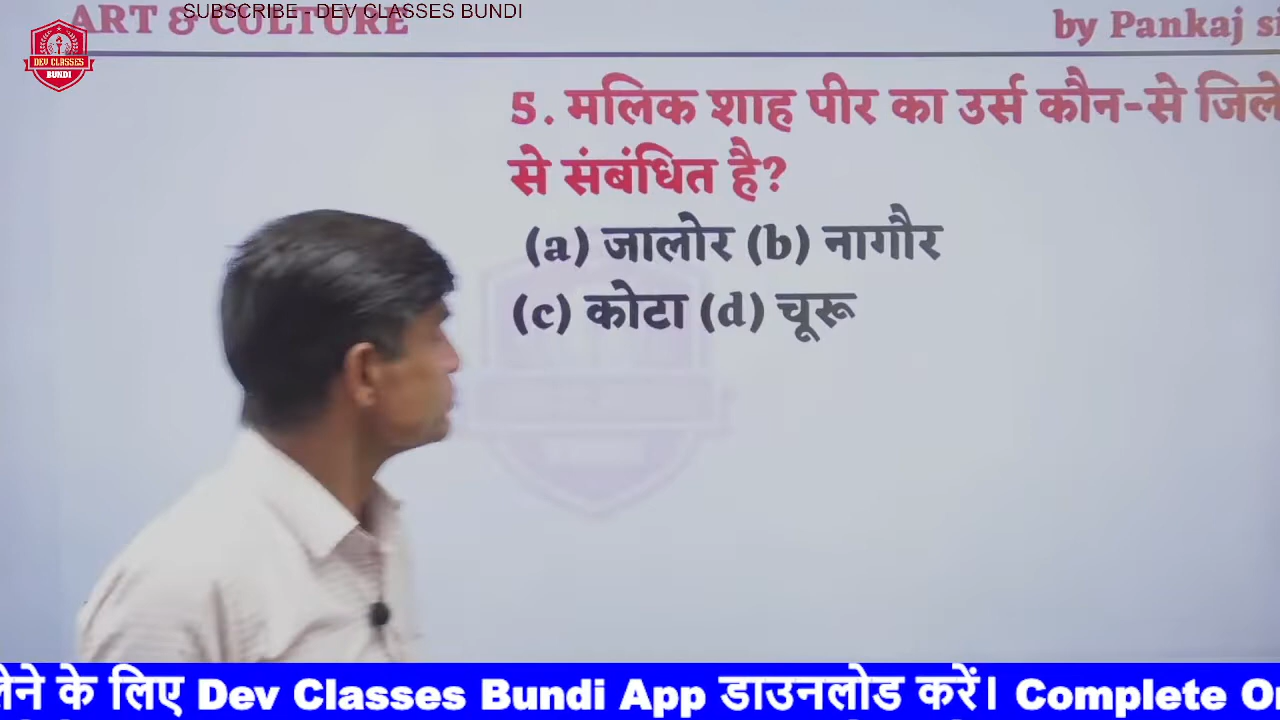 SUBSCRIBE - DEV CLASSES BUNDI
ART & CULTURE
by Pankaj si
DEV CLASSES
BUNDI
5. मलिक शाह पीर का उर्स कौन-से जिले
से संबंधित है?
(a) जालोर (b) नागौर
(c) कोटा (d) चूरू
लेने के लिए Dev Classes Bundi App डाउनलोड करें। Complete O